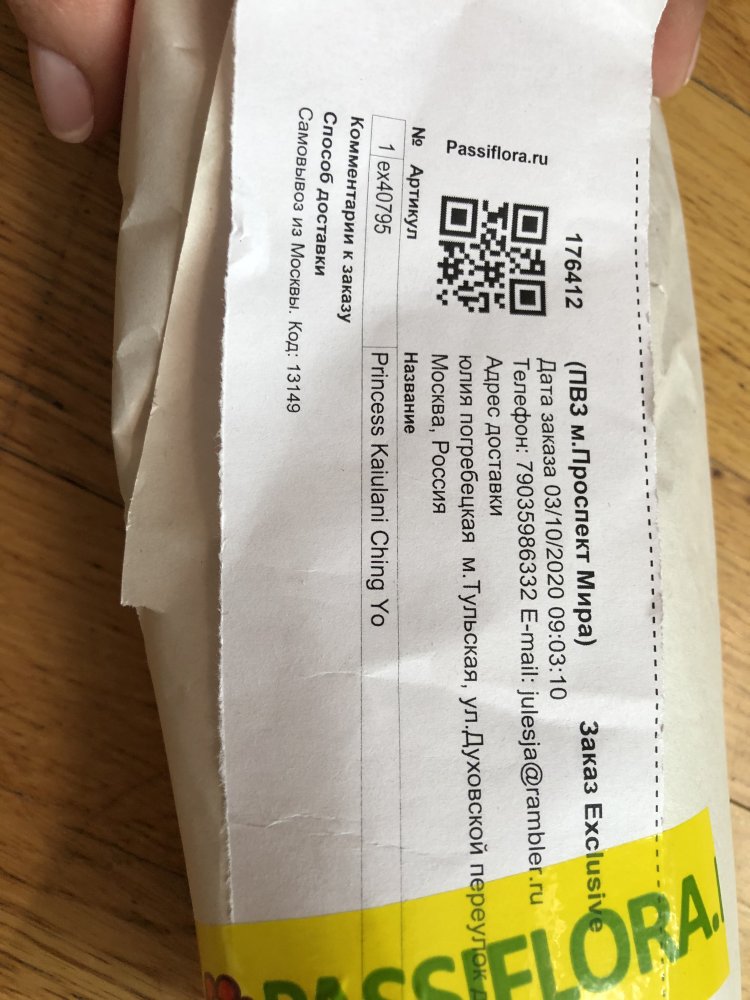 176412
(ПВЗ м.Проспект Мира)
Заказ Exclusive
Дата заказа 03/10/2020 09:03:10
Телефон: 79035986332 E-mail: julesja@rambler.ru
Адрес доставки
юлия погребецкая м.Тульская, ул.Духовской переулок
Москва, Россия
Passiflora.ru
№ Артикул Название
1 ex40795 Princess Kaiulani Ching Yo
Комментарии к заказу
Способ доставки
Самовывоз из Москвы. Код: 13149
PASSIFLORA.